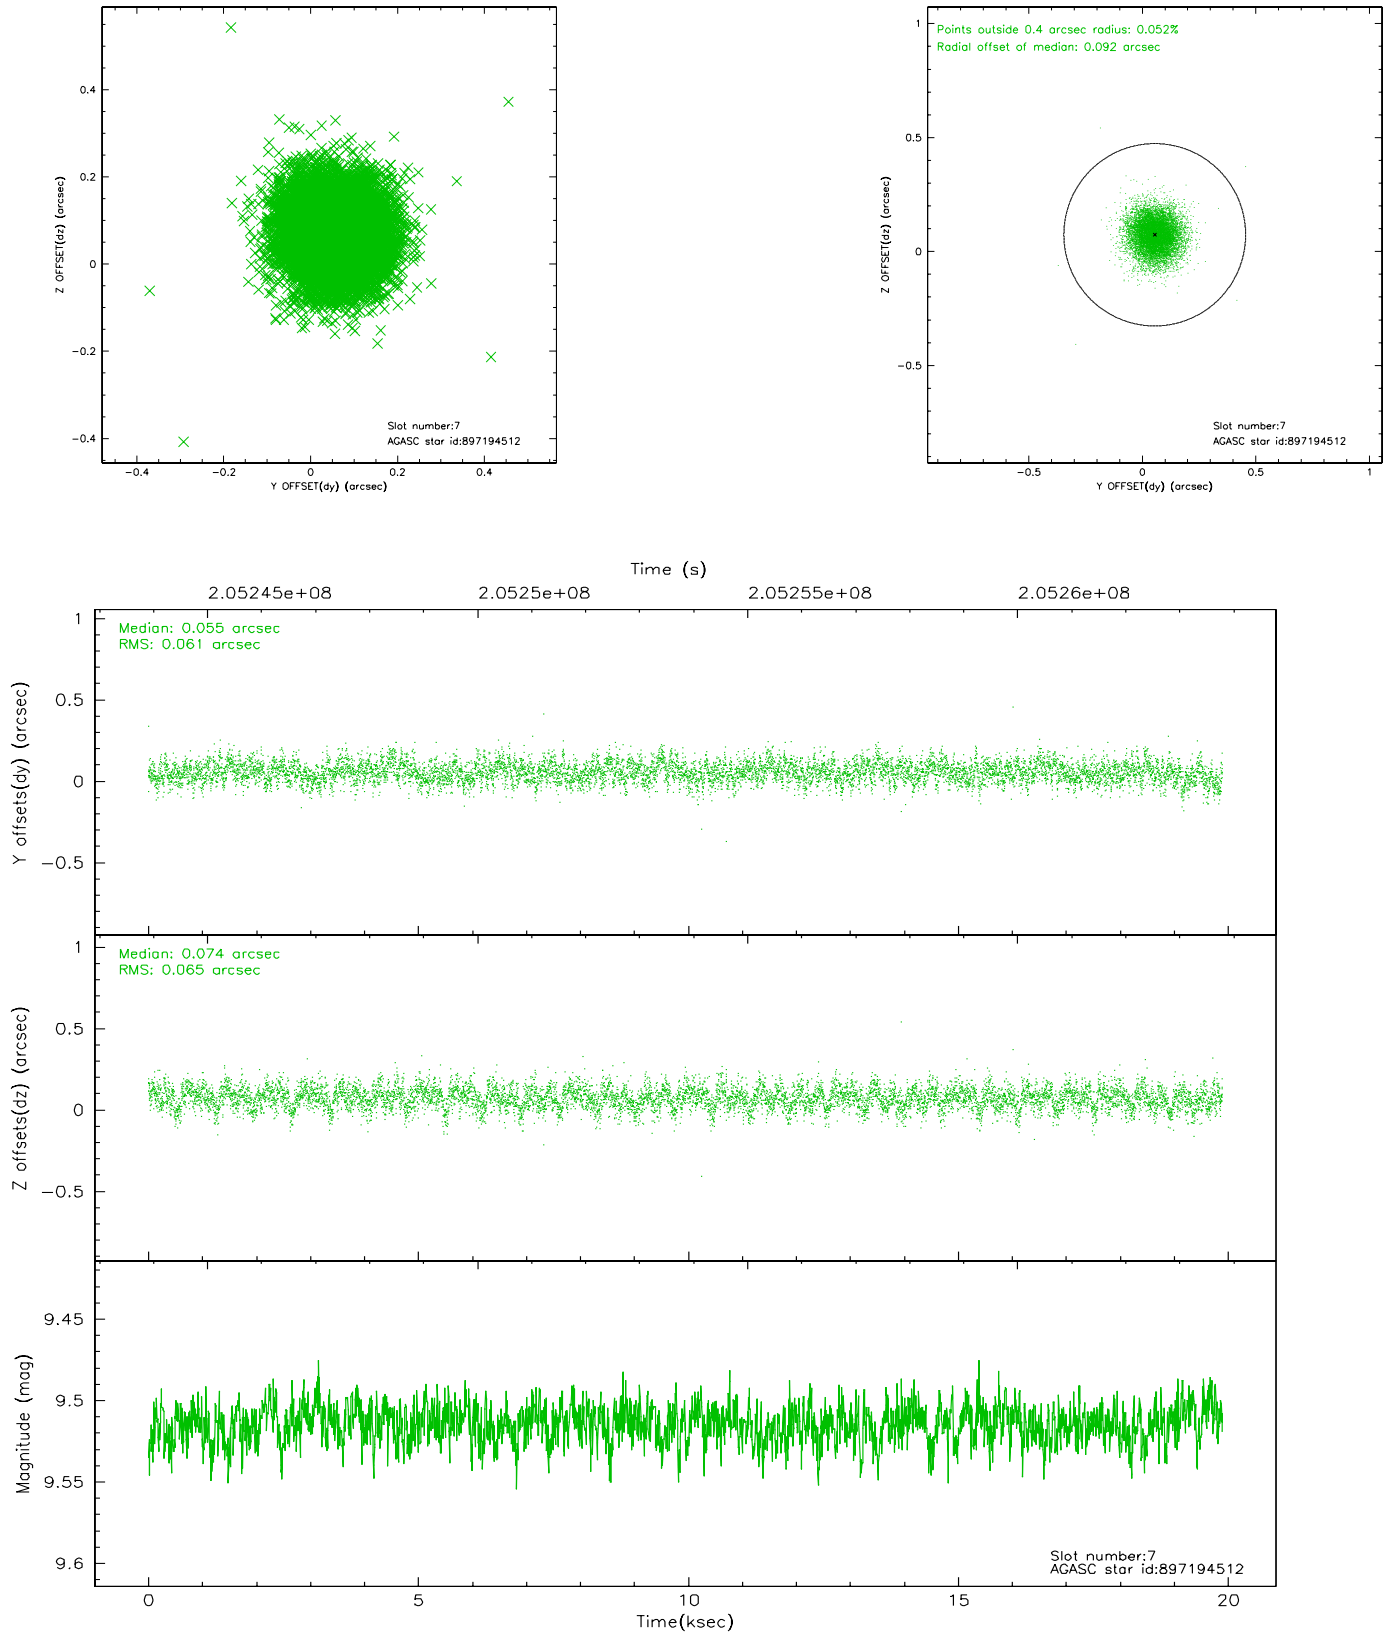 0.4
0.2
0
−0.2
−0.4
Z OFFSET(dz) (arcsec)
Slot number:7
AGASC star id:897194512
−0.4 −0.2 0 0.2 0.4
Y OFFSET(dy) (arcsec)
Points outside 0.4 arcsec radius: 0.052%
Radial offset of median: 0.092 arcsec
1
0.5
0
−0.5
Z OFFSET(dz) (arcsec)
Slot number:7
AGASC star id:897194512
−0.5 0 0.5 1
Y OFFSET(dy) (arcsec)
Time (s)
2.05245e+08 2.0525e+08 2.05255e+08 2.0526e+08
Median: 0.055 arcsec
RMS: 0.061 arcsec
1
0.5
0
−0.5
Y offsets(dy) (arcsec)
Median: 0.074 arcsec
RMS: 0.065 arcsec
1
0.5
0
−0.5
Z offsets(dz) (arcsec)
9.45
9.5
9.55
9.6
Magnitude (mag)
Slot number:7
AGASC star id:897194512
0 5 10 15 20
Time(ksec)